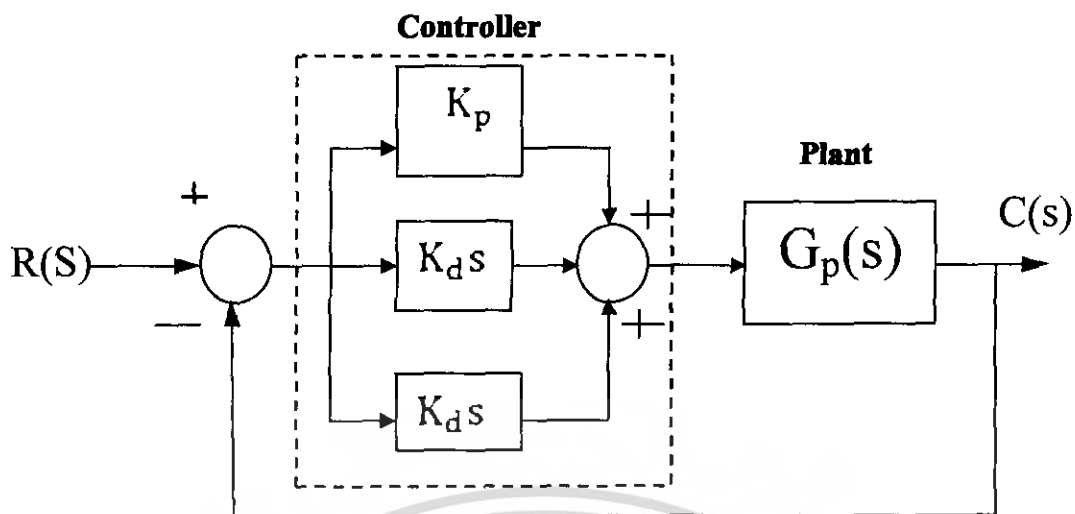 Controller
K_p
Plant
+
+
C(s)
R(S)
K_d s
G_p(s)
−
+
K_d s